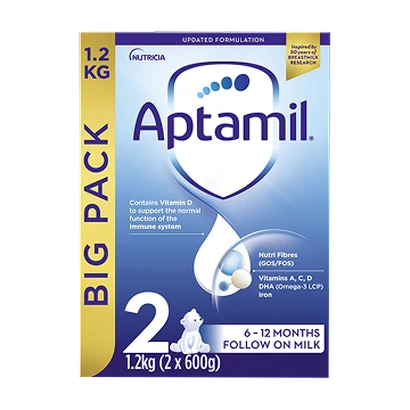 UPDATED FORMULATION
1.2
KG
BIG PACK
NUTRICIA
Inspired by
50 years of
BREASTMILK
RESEARCH
Aptamil®
Contains Vitamin D
to support the normal
function of the
immune system
Nutri Fibres
(GOS/FOS)
Vitamins A, C, D
DHA (Omega-3 LCP)
Iron
2
6 - 12 MONTHS
FOLLOW ON MILK
1.2kg (2 x 600g)